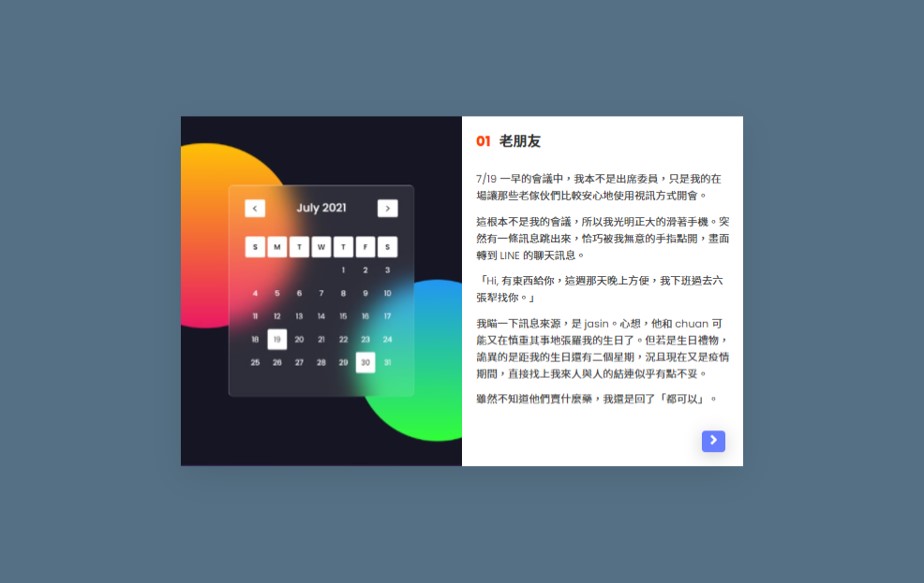 July 2021
S M T W T F S
1 2 3
4 5 6 7 8 9 10
11 12 13 14 15 16 17
18 19 20 21 22 23 24
25 26 27 28 29 30 31
01 老朋友
7/19 一早的會議中，我本不是出席委員，只是我的在
場讓那些老傢伙們比較安心地使用視訊方式開會。
這根本不是我的會議，所以我光明正大的滑著手機。突
然有一條訊息跳出來，恰巧被我無意的手指點開，畫面
轉到 LINE 的聊天訊息。
「Hi, 有東西給你，這週那天晚上方便，我下班過去六
張犁找你。」
我瞄一下訊息來源，是 jasin。心想，他和 chuan 可
能又在慎重其事地張羅我的生日了。但若是生日禮物，
詭異的是距我的生日還有二個星期，況且現在又是疫情
期間，直接找上我來人與人的結連似乎有點不妥。
雖然不知道他們賣什麼藥，我還是回了「都可以」。